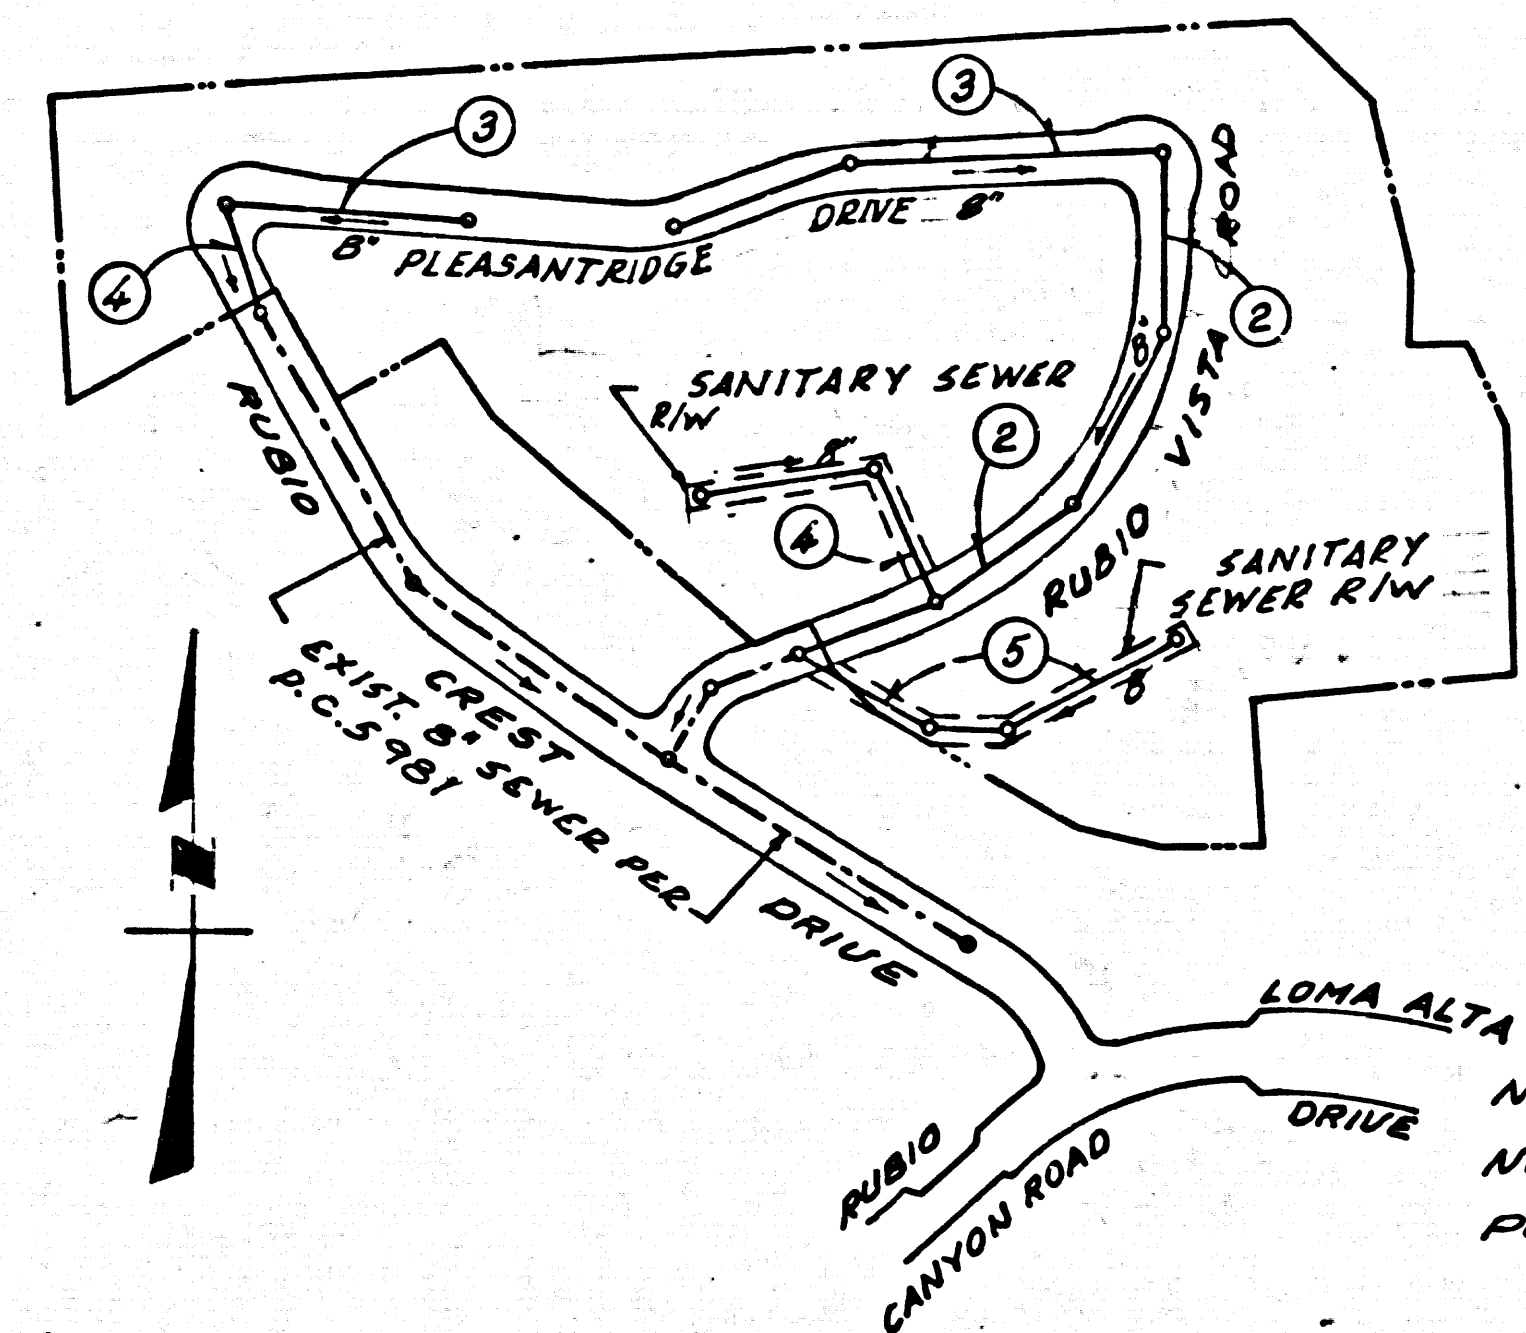 3
3
ROAD
DRIVE 8"
8" PLEASANTRIDGE
4
2
8"
VISTA
RUBIO
SANITARY SEWER
R/W
8"
2
4
RUBIO
SANITARY
SEWER R/W
5
8
RUBIO
CREST
DRIVE
EXIST. 8" SEWER PER
P.C. 5981
N
LOMA ALTA
DRIVE
RUBIO
CANYON ROAD